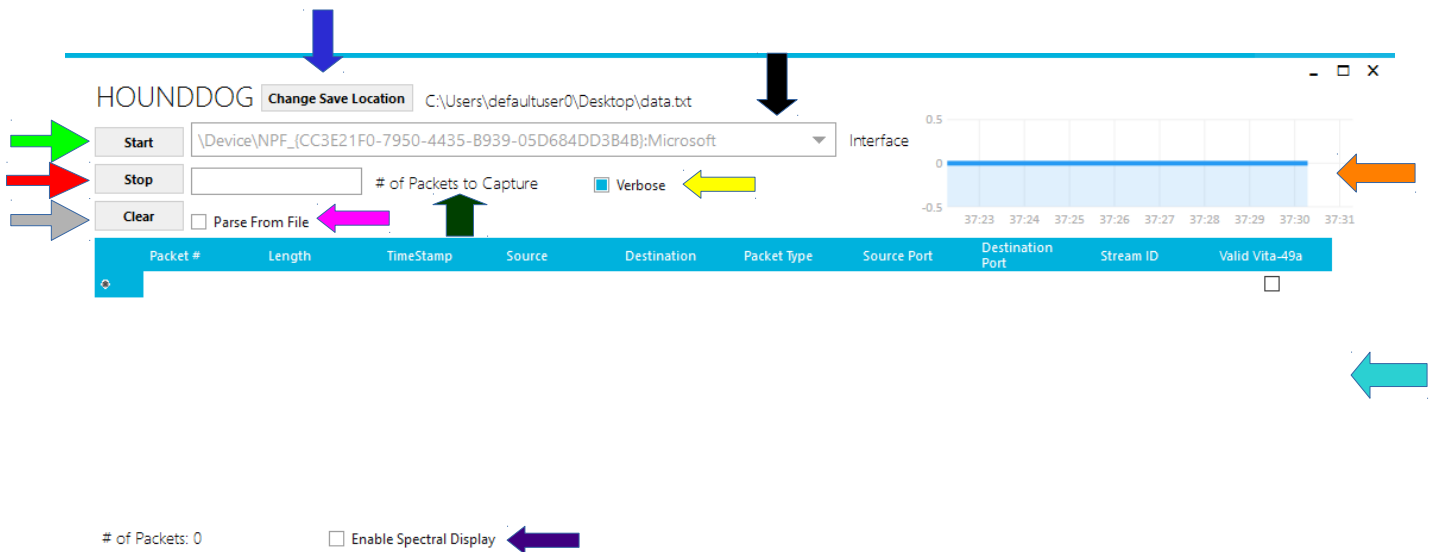 HOUNDDOG Change Save Location C:\Users\defaultuser0\Desktop\data.txt
Start \Device\NPF_{CC3E21F0-7950-4435-B939-05D684DD3B4B}:Microsoft Interface
Stop # of Packets to Capture Verbose
Clear Parse From File
0.5
0
-0.5
37:23 37:24 37:25 37:26 37:27 37:28 37:29 37:30 37:31
Packet # Length TimeStamp Source Destination Packet Type Source Port Destination Port Stream ID Valid Vita-49a
# of Packets: 0 Enable Spectral Display